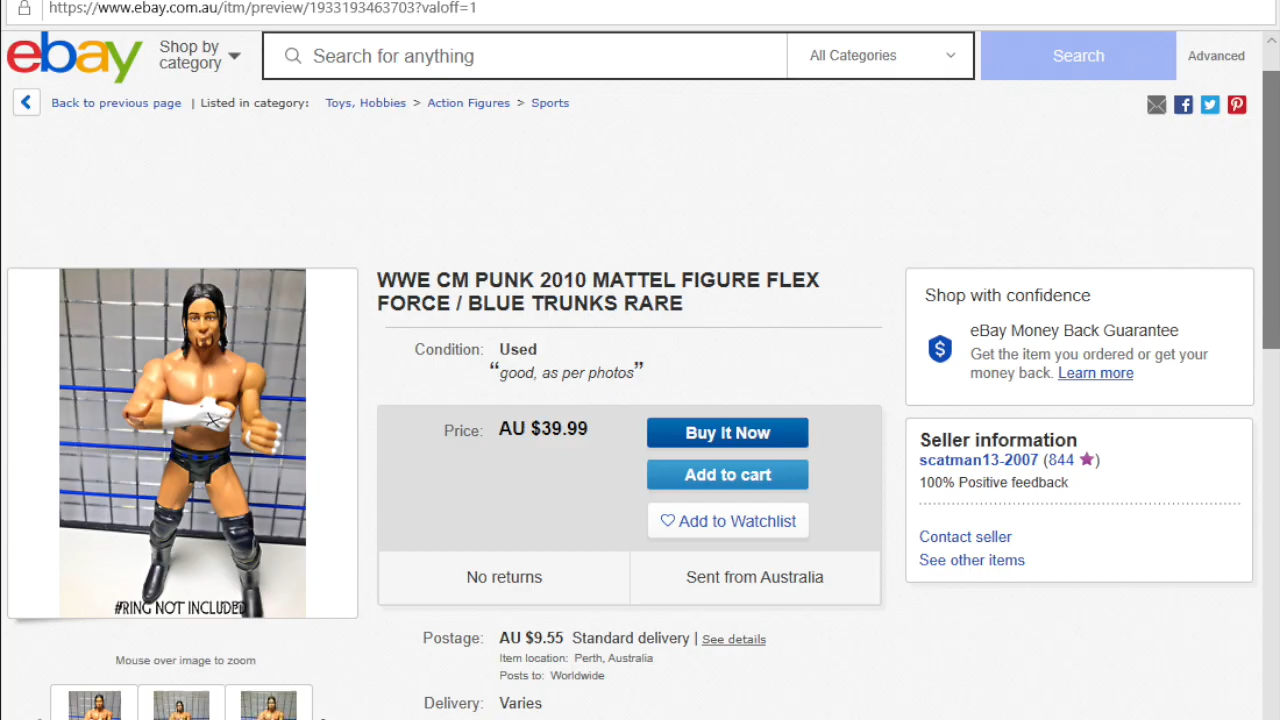 https://www.ebay.com.au/itm/preview/1933193463703?valoff=1
ebay
Shop by
category
Search for anything
All Categories
Search
Advanced
Back to previous page | Listed in category: Toys, Hobbies > Action Figures > Sports
WWE CM PUNK 2010 MATTEL FIGURE FLEX
FORCE / BLUE TRUNKS RARE
Condition: Used
“good, as per photos”
Price: AU $39.99
Buy It Now
Add to cart
Add to Watchlist
No returns
Sent from Australia
Postage: AU $9.55 Standard delivery | See details
Item location: Perth, Australia
Posts to: Worldwide
Delivery: Varies
#RING NOT INCLUDED
Mouse over image to zoom
Shop with confidence
eBay Money Back Guarantee
Get the item you ordered or get your
money back. Learn more
Seller information
scatman13-2007 (844)
100% Positive feedback
Contact seller
See other items